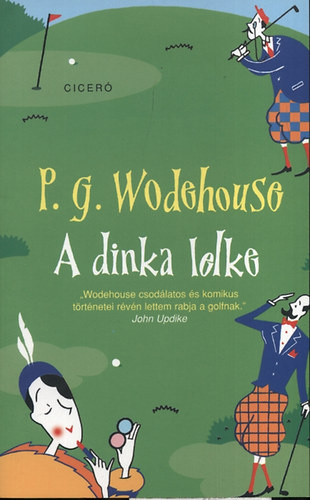 CICERÓ
P. G. Wodehouse
A dinka lelke
„Wodehouse csodálatos és komikus
történetei révén lettem rabja a golfnak.”
John Updike